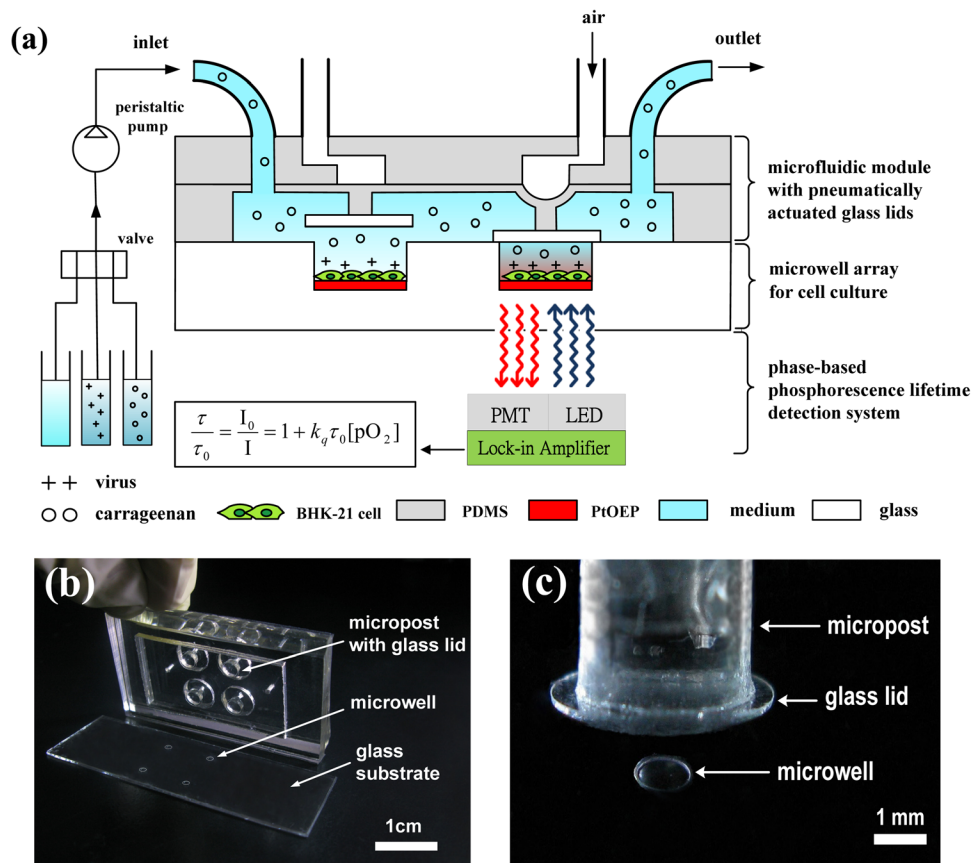 (a)
air
inlet
outlet
peristaltic
pump
valve
microfluidic module
with pneumatically
actuated glass lids
microwell array
for cell culture
phase-based
phosphorescence lifetime
detection system
PMT
LED
Lock-in Amplifier
τ/τ₀ = I₀/I = 1 + k_q τ₀[pO₂]
+ + virus
○ ○ carrageenan
BHK-21 cell
PDMS
PtOEP
medium
glass
(b)
micropost
with glass lid
microwell
glass
substrate
1cm
(c)
micropost
glass lid
microwell
1 mm